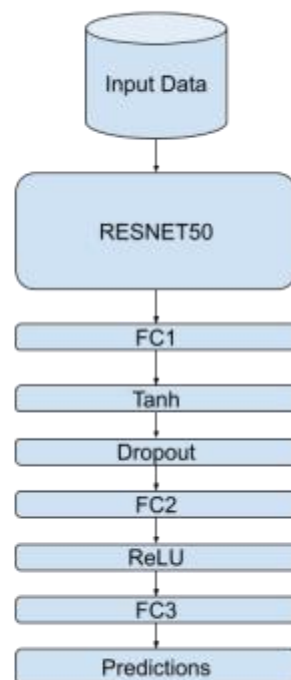 Input Data
RESNET50
FC1
Tanh
Dropout
FC2
ReLU
FC3
Predictions